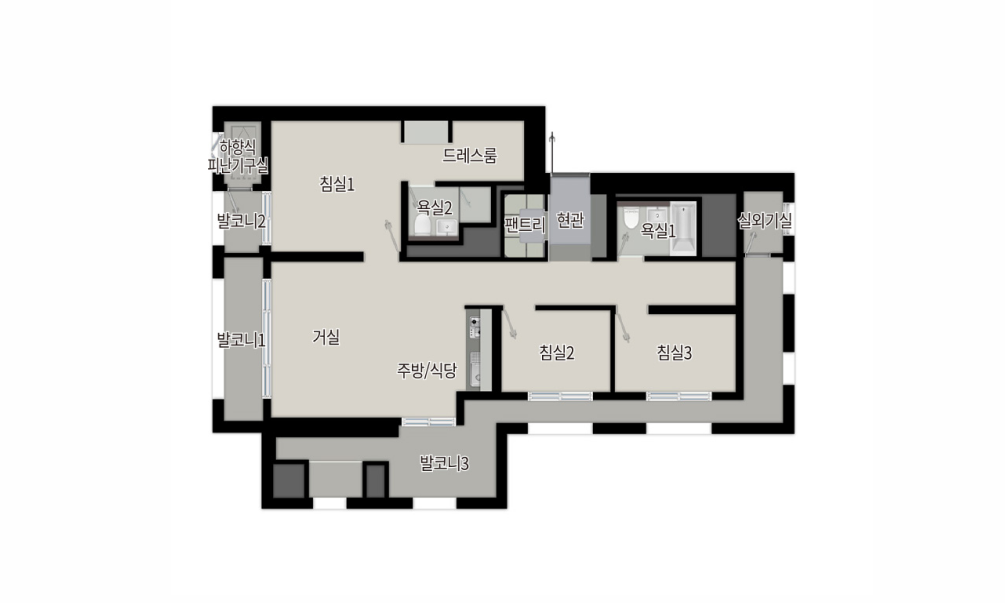 하향식
피난기구실
드레스룸
침실1
욕실2
발코니2
팬트리
현관
욕실1
실외기실
발코니1
거실
주방/식당
침실2
침실3
발코니3